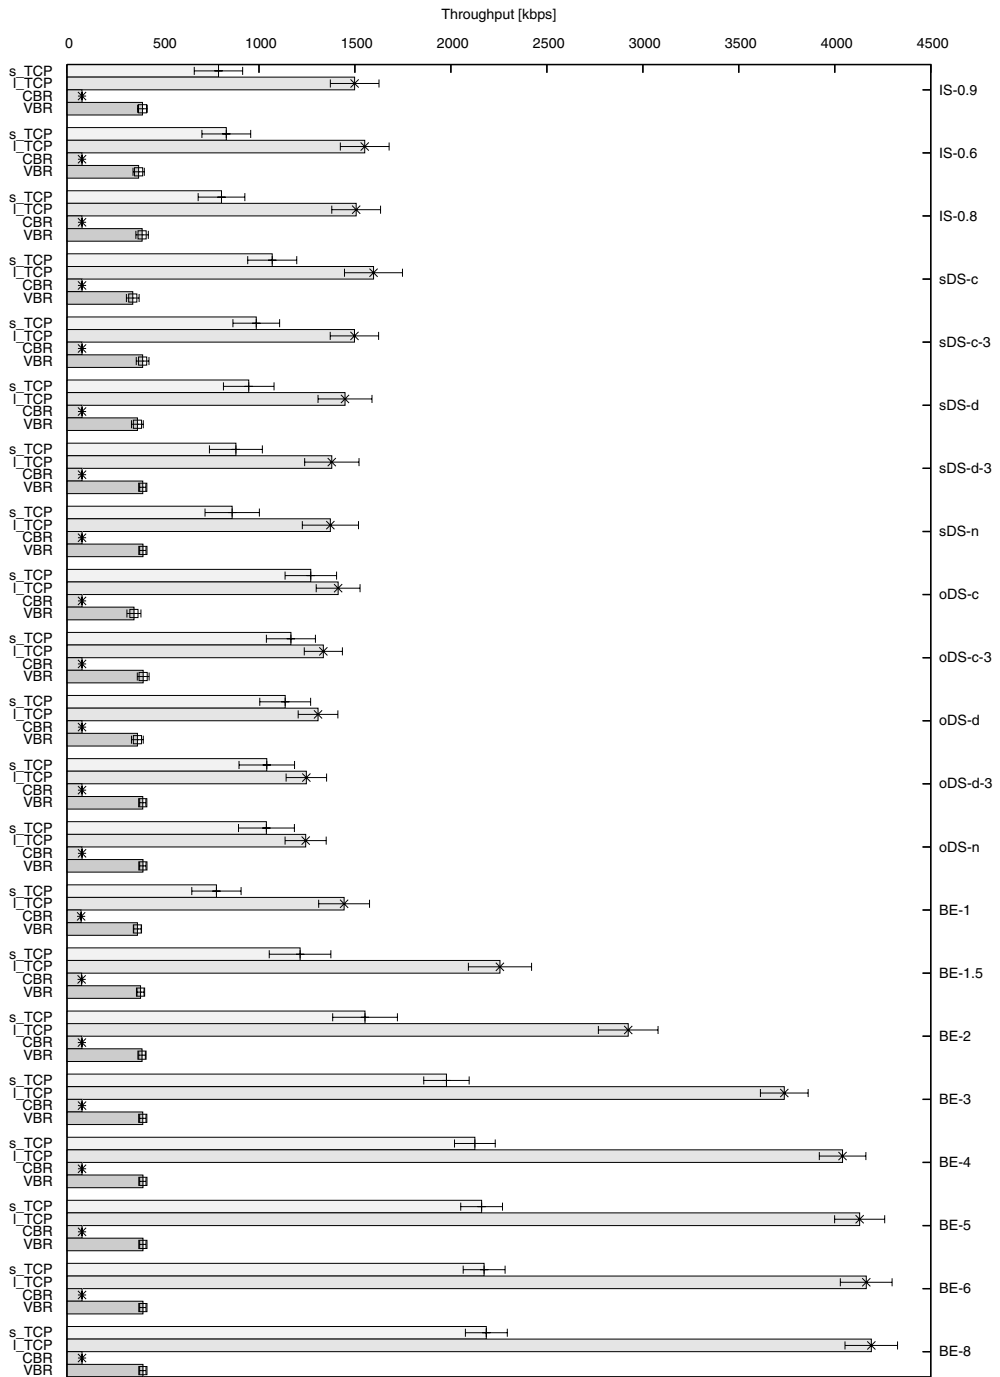 Throughput [kbps]
0 500 1000 1500 2000 2500 3000 3500 4000 4500
s_TCP
l_TCP
CBR
VBR
IS-0.9
s_TCP
l_TCP
CBR
VBR
IS-0.6
s_TCP
l_TCP
CBR
VBR
IS-0.8
s_TCP
l_TCP
CBR
VBR
sDS-c
s_TCP
l_TCP
CBR
VBR
sDS-c-3
s_TCP
l_TCP
CBR
VBR
sDS-d
s_TCP
l_TCP
CBR
VBR
sDS-d-3
s_TCP
l_TCP
CBR
VBR
sDS-n
s_TCP
l_TCP
CBR
VBR
oDS-c
s_TCP
l_TCP
CBR
VBR
oDS-c-3
s_TCP
l_TCP
CBR
VBR
oDS-d
s_TCP
l_TCP
CBR
VBR
oDS-d-3
s_TCP
l_TCP
CBR
VBR
oDS-n
s_TCP
l_TCP
CBR
VBR
BE-1
s_TCP
l_TCP
CBR
VBR
BE-1.5
s_TCP
l_TCP
CBR
VBR
BE-2
s_TCP
l_TCP
CBR
VBR
BE-3
s_TCP
l_TCP
CBR
VBR
BE-4
s_TCP
l_TCP
CBR
VBR
BE-5
s_TCP
l_TCP
CBR
VBR
BE-6
s_TCP
l_TCP
CBR
VBR
BE-8